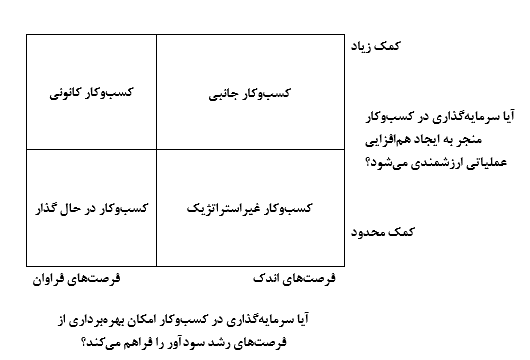 کمک زیاد
کسب‌وکار جانبی
کسب‌وکار کانونی
آیا سرمایه‌گذاری در کسب‌وکار
منجر به ایجاد هم‌افزایی
عملیاتی ارزشمندی می‌شود؟
کسب‌وکار غیراستراتژیک
کسب‌وکار در حال گذار
کمک محدود
فرصت‌های اندک
فرصت‌های فراوان
آیا سرمایه‌گذاری در کسب‌وکار امکان بهره‌برداری از
فرصت‌های رشد سودآور را فراهم می‌کند؟